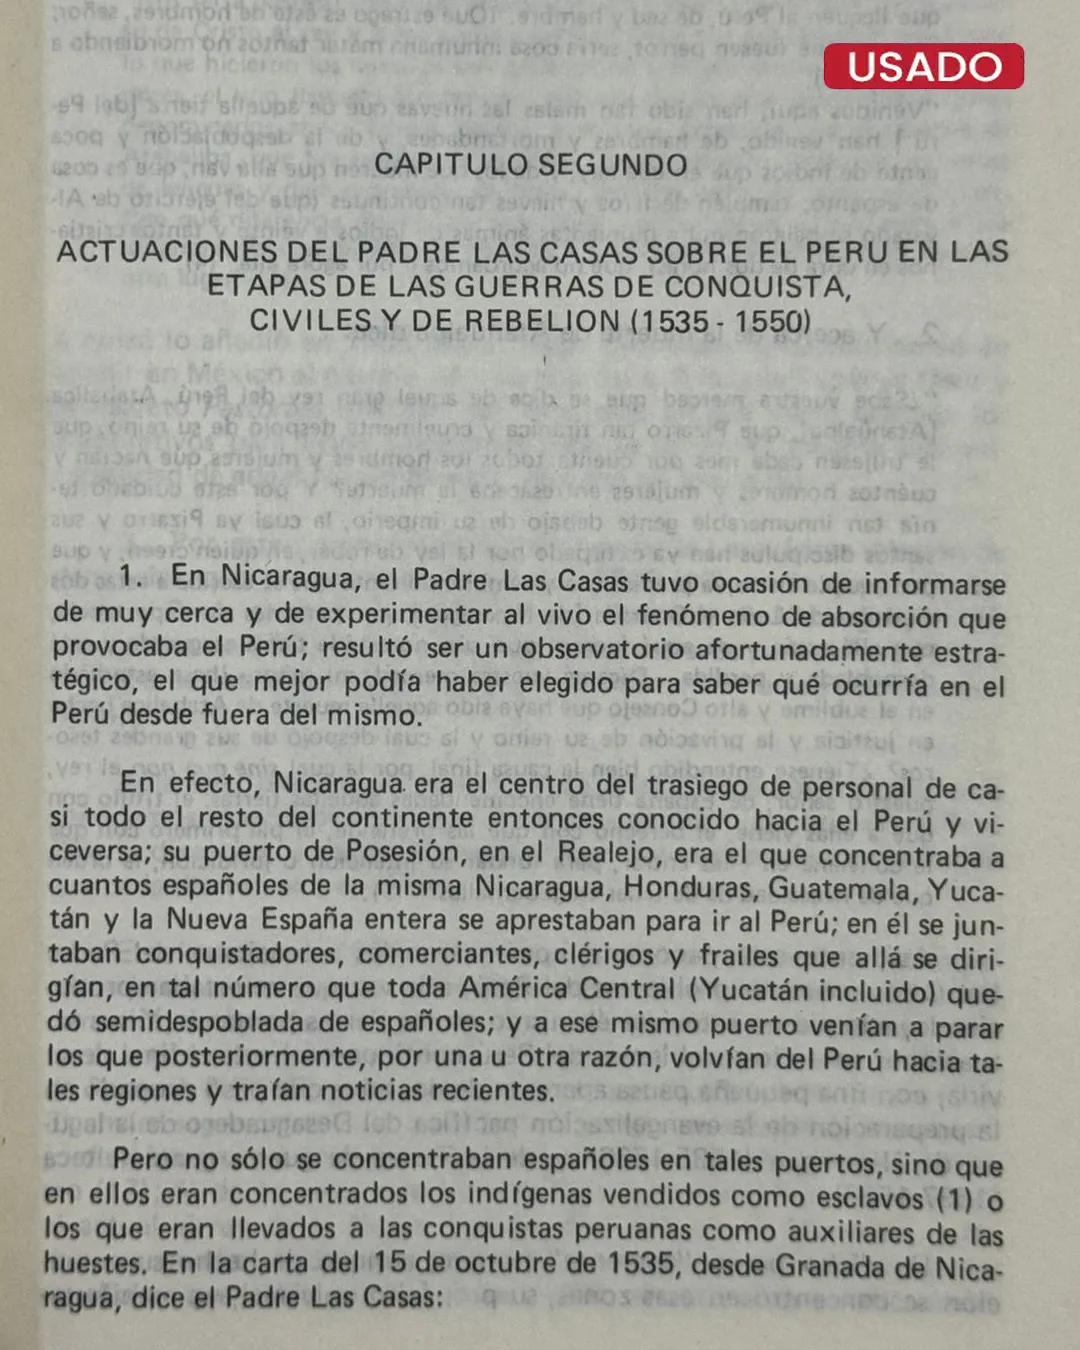 USADO
CAPITULO SEGUNDO
ACTUACIONES DEL PADRE LAS CASAS SOBRE EL PERU EN LAS
ETAPAS DE LAS GUERRAS DE CONQUISTA,
CIVILES Y DE REBELION (1535 - 1550)
1. En Nicaragua, el Padre Las Casas tuvo ocasión de informarse
de muy cerca y de experimentar al vivo el fenómeno de absorción que
provocaba el Perú; resultó ser un observatorio afortunadamente estra-
tégico, el que mejor podía haber elegido para saber qué ocurría en el
Perú desde fuera del mismo.
En efecto, Nicaragua era el centro del trasiego de personal de ca-
si todo el resto del continente entonces conocido hacia el Perú y vi-
ceversa; su puerto de Posesión, en el Realejo, era el que concentraba a
cuantos españoles de la misma Nicaragua, Honduras, Guatemala, Yuca-
tán y la Nueva España entera se aprestaban para ir al Perú; en él se jun-
taban conquistadores, comerciantes, clérigos y frailes que allá se diri-
gían, en tal número que toda América Central (Yucatán incluido) que-
dó semidespoblada de españoles; y a ese mismo puerto venían a parar
los que posteriormente, por una u otra razón, volvían del Perú hacia ta-
les regiones y traían noticias recientes.
Pero no sólo se concentraban españoles en tales puertos, sino que
en ellos eran concentrados los indígenas vendidos como esclavos (1) o
los que eran llevados a las conquistas peruanas como auxiliares de las
huestes. En la carta del 15 de octubre de 1535, desde Granada de Nica-
ragua, dice el Padre Las Casas: